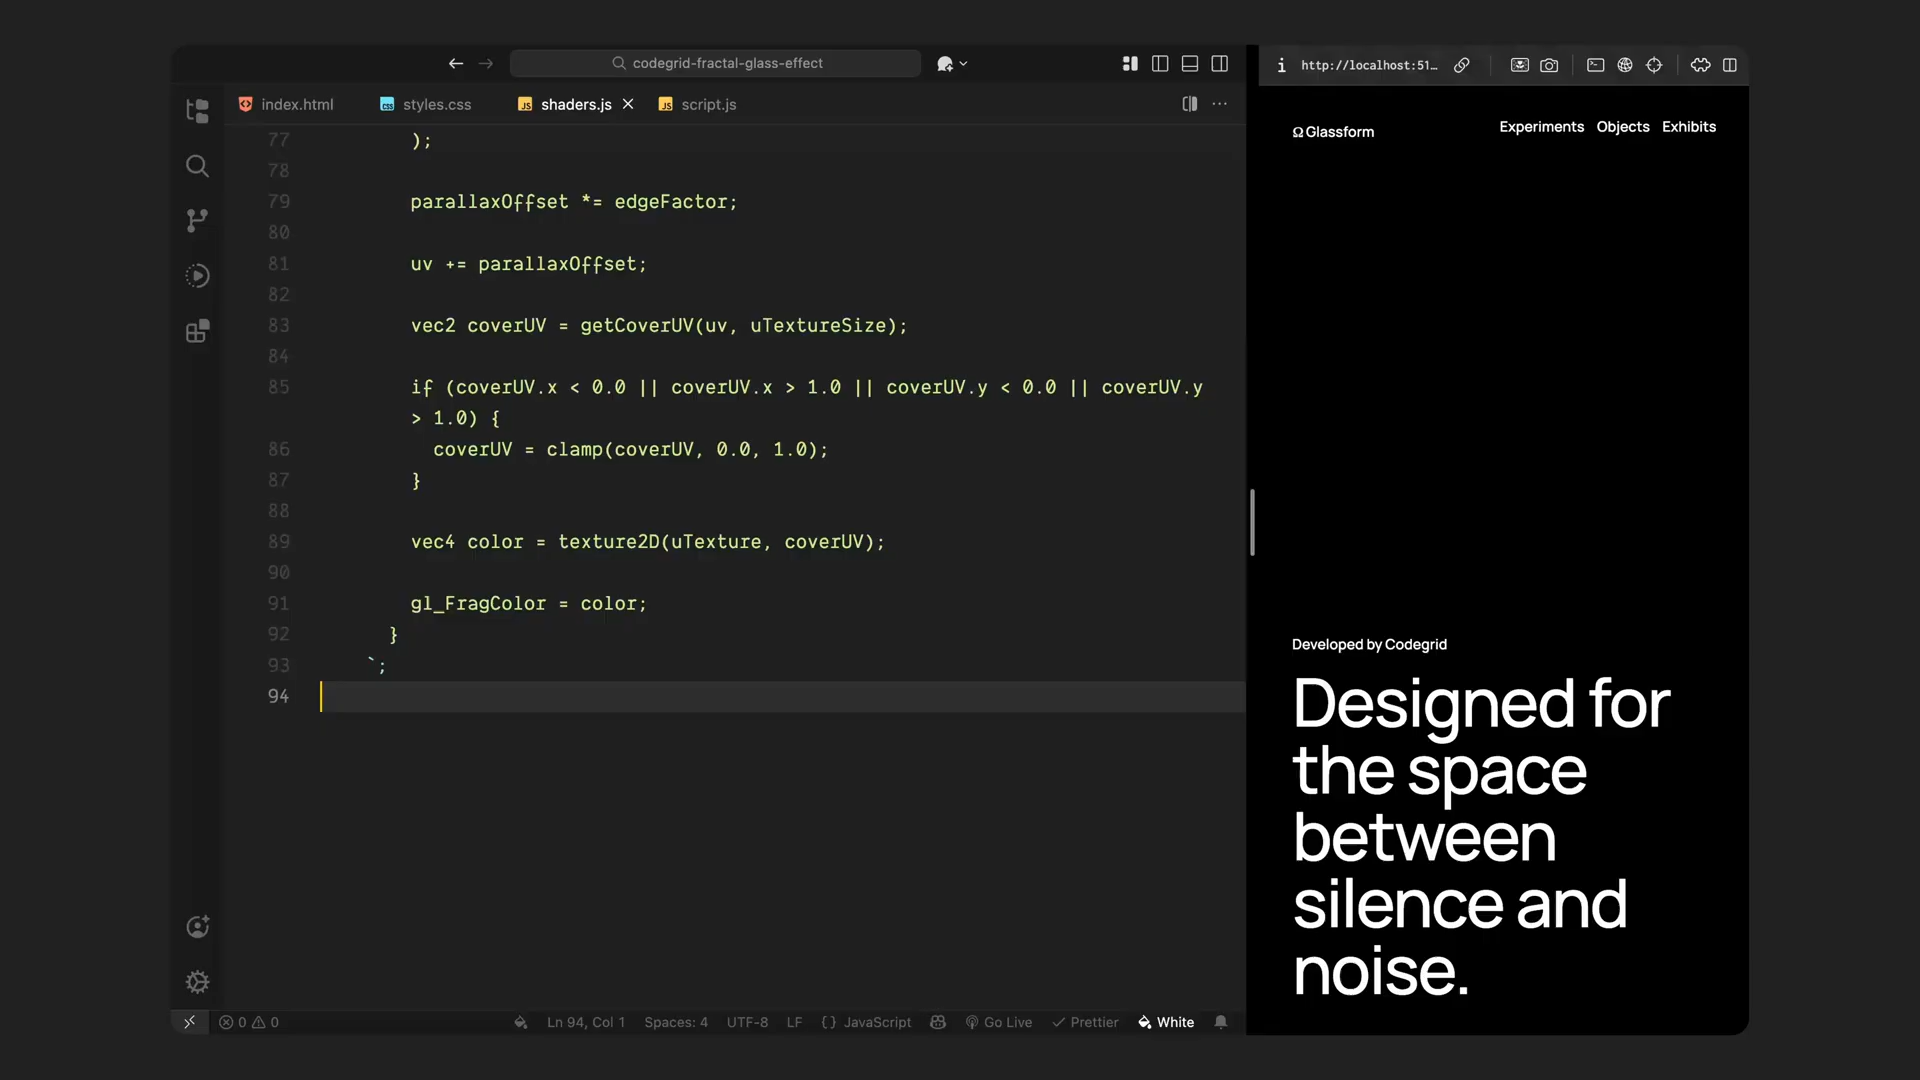 codegrid-fractal-glass-effect
index.html
styles.css
JS shaders.js
JS script.js
77 );
78
79 parallaxOffset *= edgeFactor;
80
81 uv += parallaxOffset;
82
83 vec2 coverUV = getCoverUV(uv, uTextureSize);
84
85 if (coverUV.x < 0.0 || coverUV.x > 1.0 || coverUV.y < 0.0 || coverUV.y
> 1.0) {
86 coverUV = clamp(coverUV, 0.0, 1.0);
87 }
88
89 vec4 color = texture2D(uTexture, coverUV);
90
91 gl_FragColor = color;
92 }
93 `;
94
0 0
Ln 94, Col 1
Spaces: 4
UTF-8
LF
{} JavaScript
Go Live
Prettier
White
http://localhost:51…
Glassform
Experiments Objects Exhibits
Developed by Codegrid
Designed for
the space
between
silence and
noise.